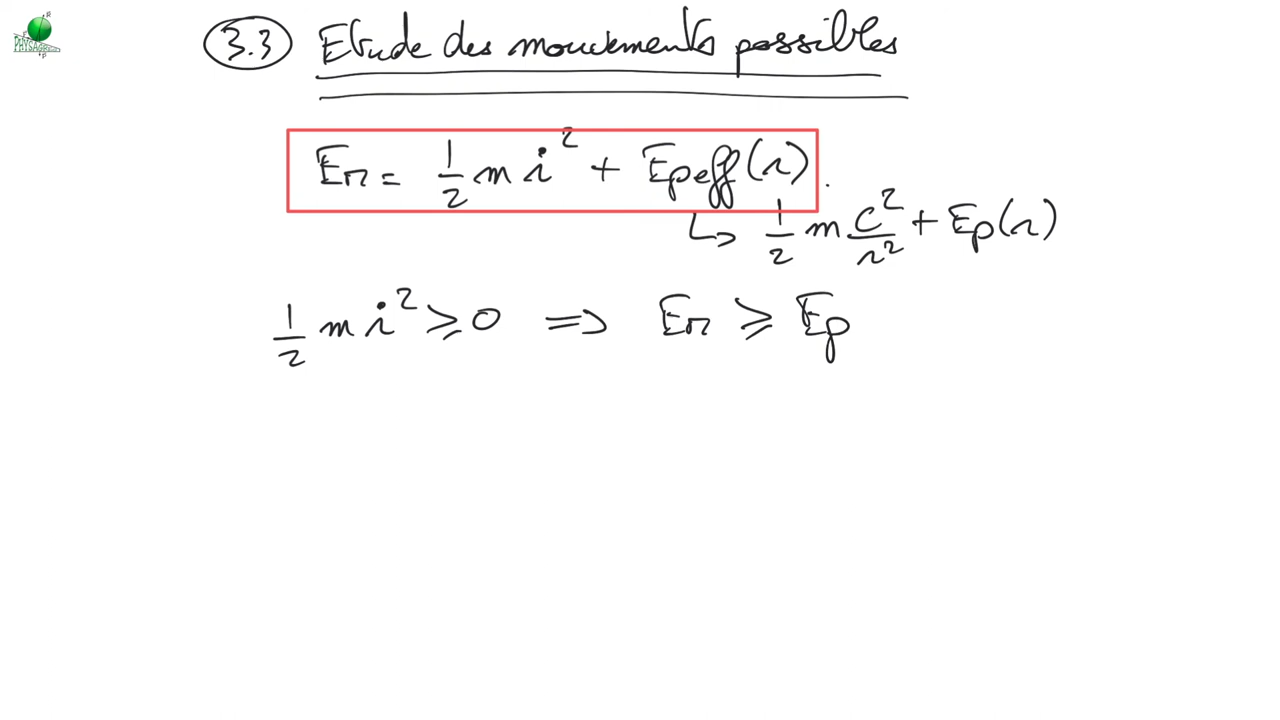 3.3 Etude des mouvements possibles
Em = 1/2 m ṙ² + Epeff(r).
↳ 1/2 m C²/r² + Ep(r)
1/2 m ṙ² ≥ 0 ⇒ Em ≥ Ep